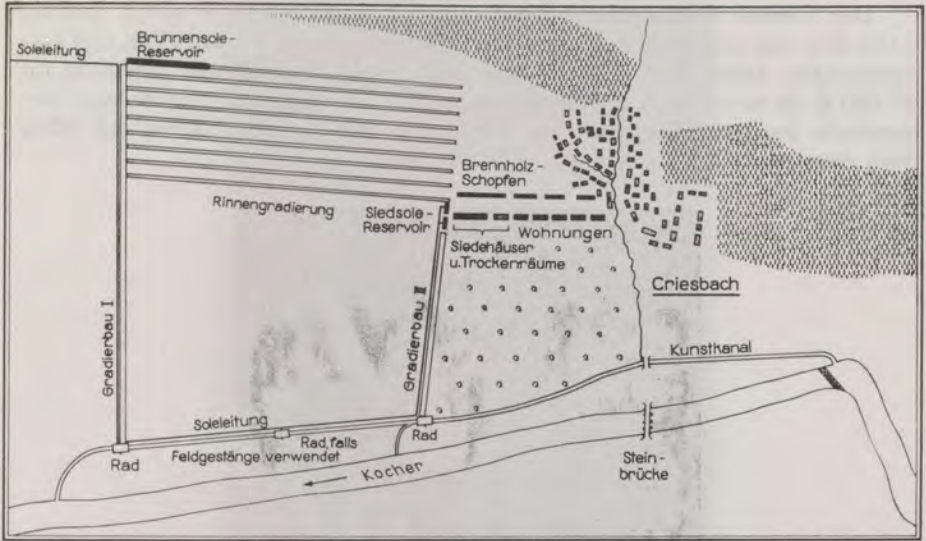 Brunnensole-
Reservoir
Soleleitung
Brennholz-
Schopfen
Rinnengradierung
Siedsole-
Reservoir
Wohnungen
Siedehäuser
u. Trockenräume
Criesbach
Gradierbau I
Gradierbau II
Kunstkanal
Soleleitung
Rad
Rad, falls
Feldgestänge verwendet
Rad
Kocher
Stein-
brücke